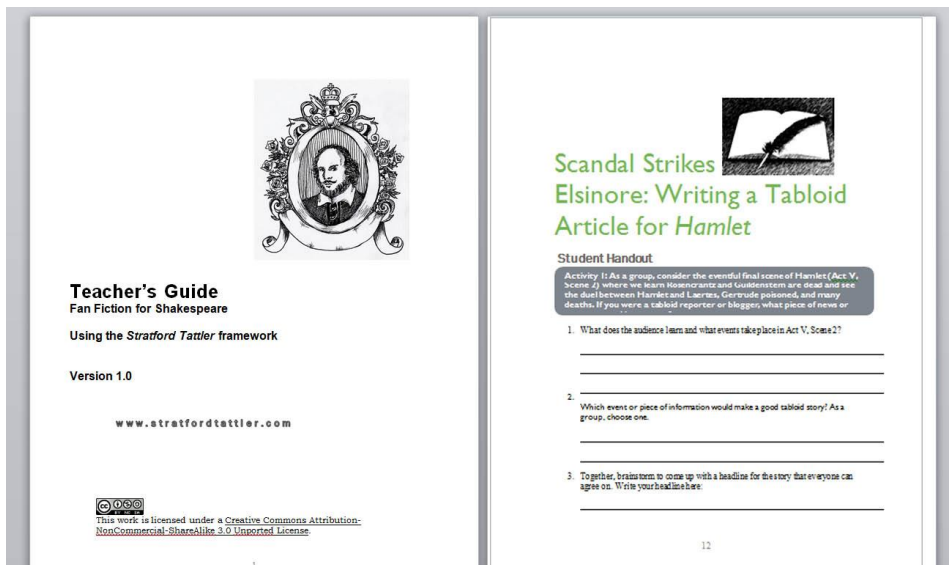 Teacher's Guide
Fan Fiction for Shakespeare
Using the Stratford Tattler framework
Version 1.0
www.stratfordtattler.com
This work is licensed under a Creative Commons Attribution-
NonCommercial-ShareAlike 3.0 Unported License.
Scandal Strikes
Elsinore: Writing a Tabloid
Article for Hamlet
Student Handout
Activity 1: As a group, consider the eventful final scene of Hamlet (Act V,
Scene 2) where we learn Rosencrantz and Guildenstern are dead and see
the duel between Hamlet and Laertes, Gertrude poisoned, and many
deaths. If you were a tabloid reporter or blogger, what piece of news or
1. What does the audience learn and what events take place in Act V, Scene 2?
2.
Which event or piece of information would make a good tabloid story? As a
group, choose one.
3. Together, brainstorm to come up with a headline for the story that everyone can
agree on. Write your headline here:
12